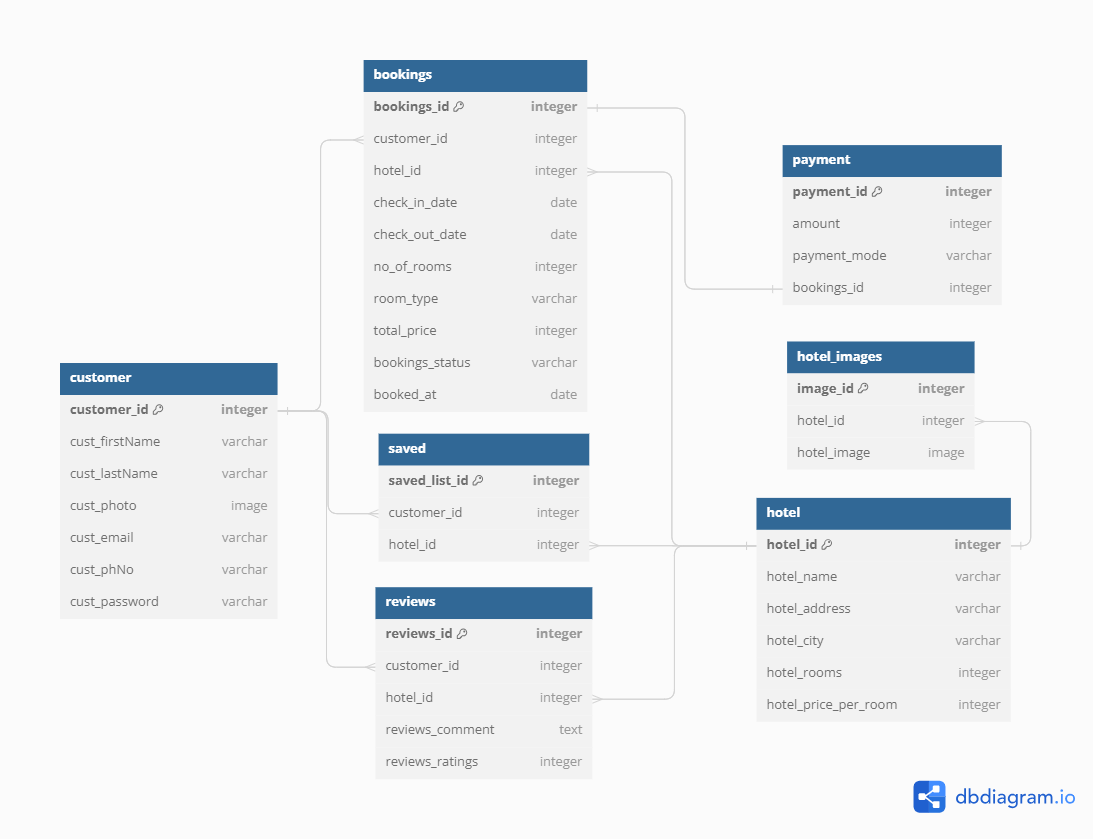 bookings
bookings_id integer
customer_id integer
hotel_id integer
check_in_date date
check_out_date date
no_of_rooms integer
room_type varchar
total_price integer
bookings_status varchar
booked_at date
payment
payment_id integer
amount integer
payment_mode varchar
bookings_id integer
customer
customer_id integer
cust_firstName varchar
cust_lastName varchar
cust_photo image
cust_email varchar
cust_phNo varchar
cust_password varchar
saved
saved_list_id integer
customer_id integer
hotel_id integer
hotel_images
image_id integer
hotel_id integer
hotel_image image
reviews
reviews_id integer
customer_id integer
hotel_id integer
reviews_comment text
reviews_ratings integer
hotel
hotel_id integer
hotel_name varchar
hotel_address varchar
hotel_city varchar
hotel_rooms integer
hotel_price_per_room integer
dbdiagram.io